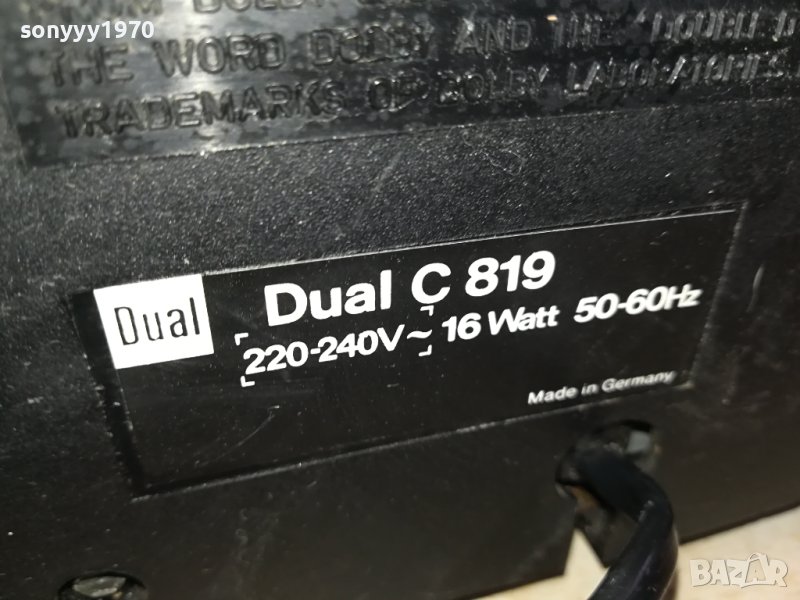 sonyyy1970
THE WORD DOLBY AND THE "DOUBLE D
TRADEMARKS OF DOLBY LABORATORIES.
Dual
Dual C 819
220-240V~ 16 Watt 50-60Hz
Made in Germany
BAZAR